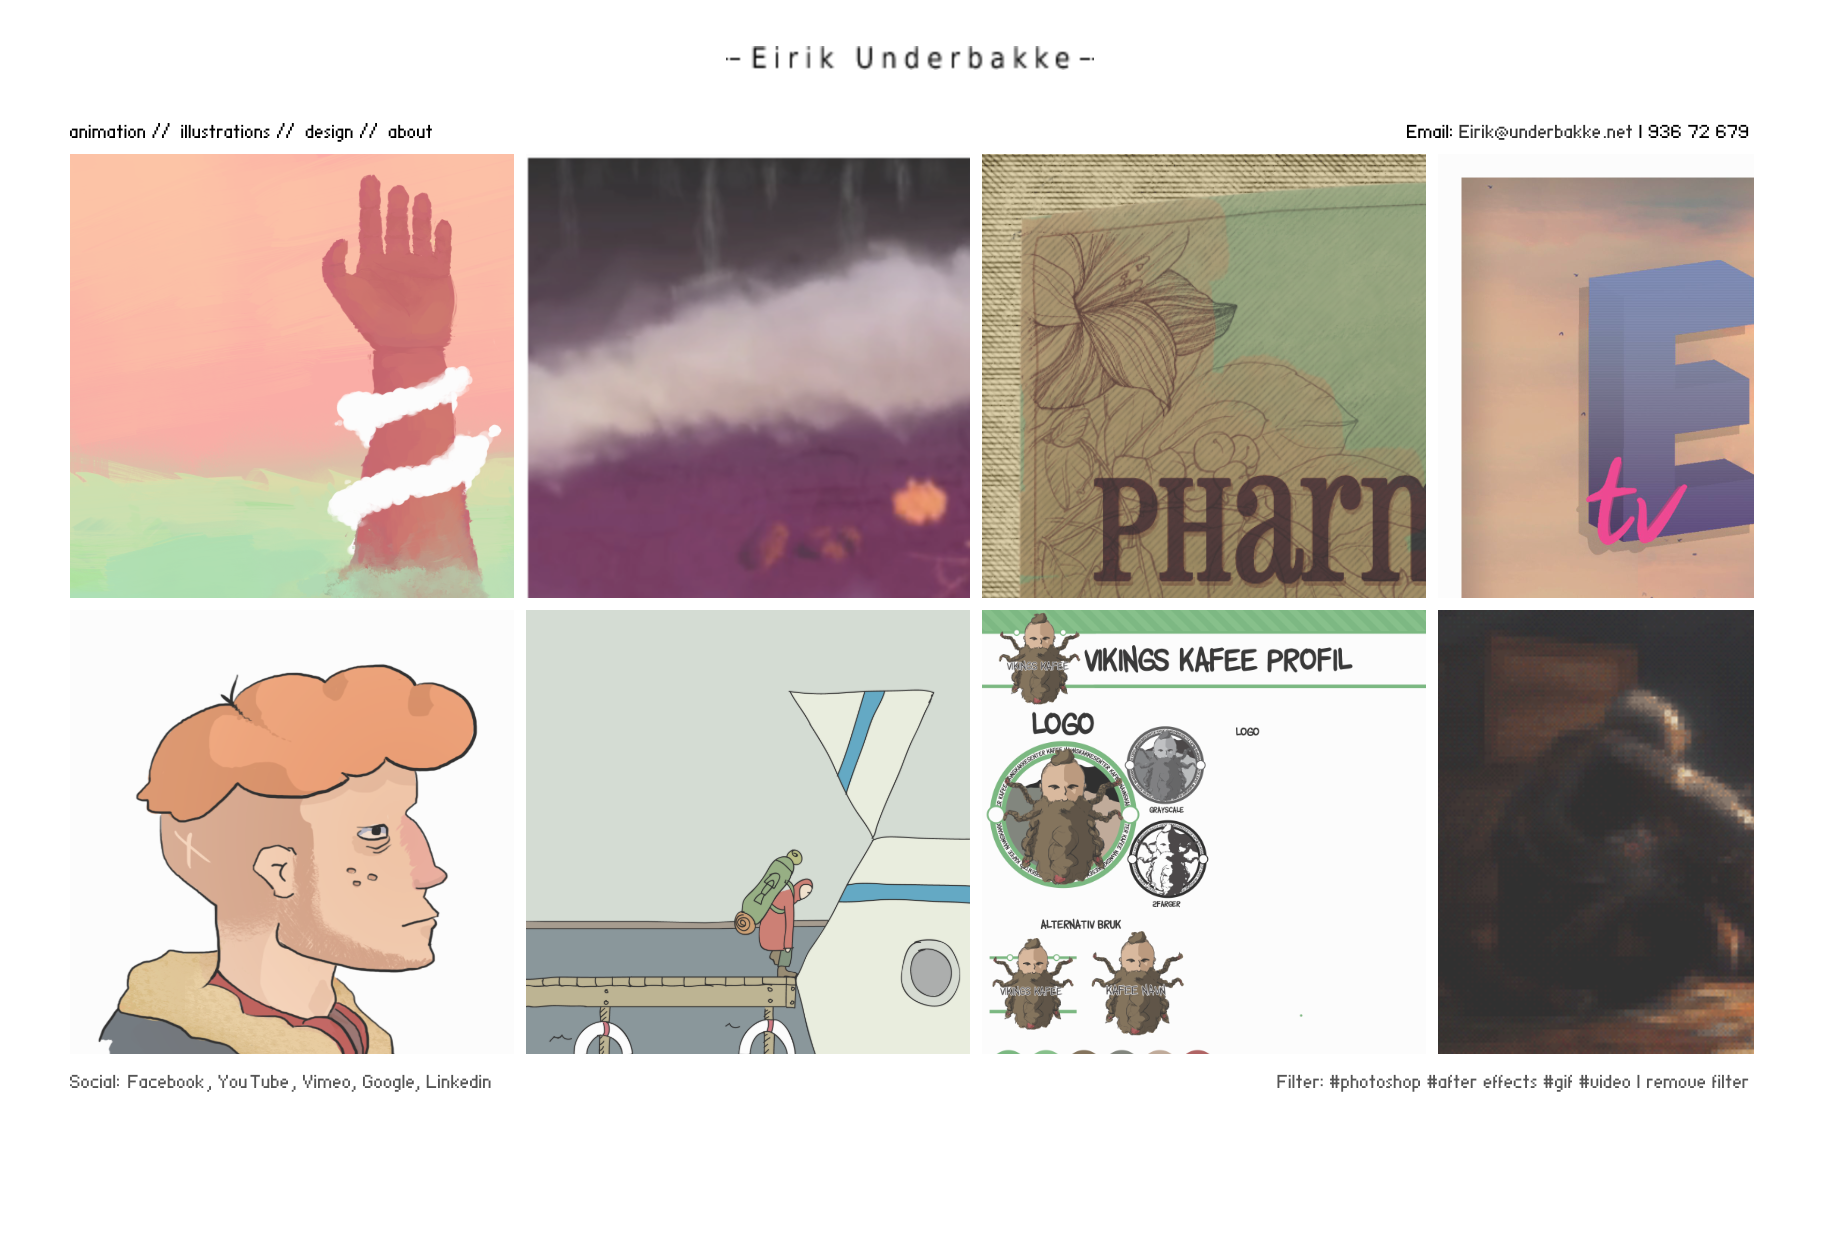 -Eirik Underbakke-
animation // illustrations // design // about
Email: Eirik@underbakke.net | 936 72 679
PHarm
E
tv
VIKINGS KAFEE
VIKINGS KAFEE PROFIL
LOGO
LOGO
GRAYSCALE
2FARGER
ALTERNATIV BRUK
VIKINGS KAFEE
KAFEE NAVN
Social: Facebook, YouTube, Vimeo, Google, Linkedin
Filter: #photoshop #after effects #gif #video | remove filter